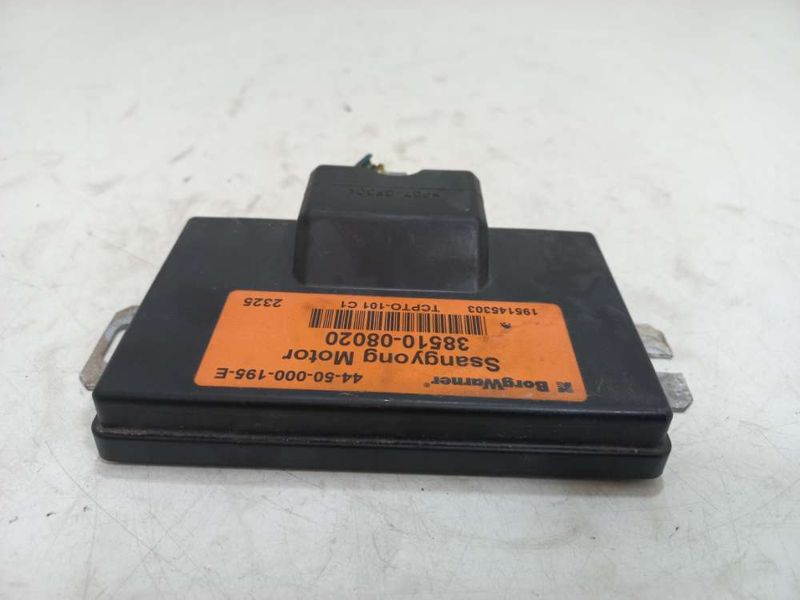 BorgWarner®
44-50-000-195-E
Ssangyong Motor
38510-08020
195145303
TCPTO-101 C1
2325